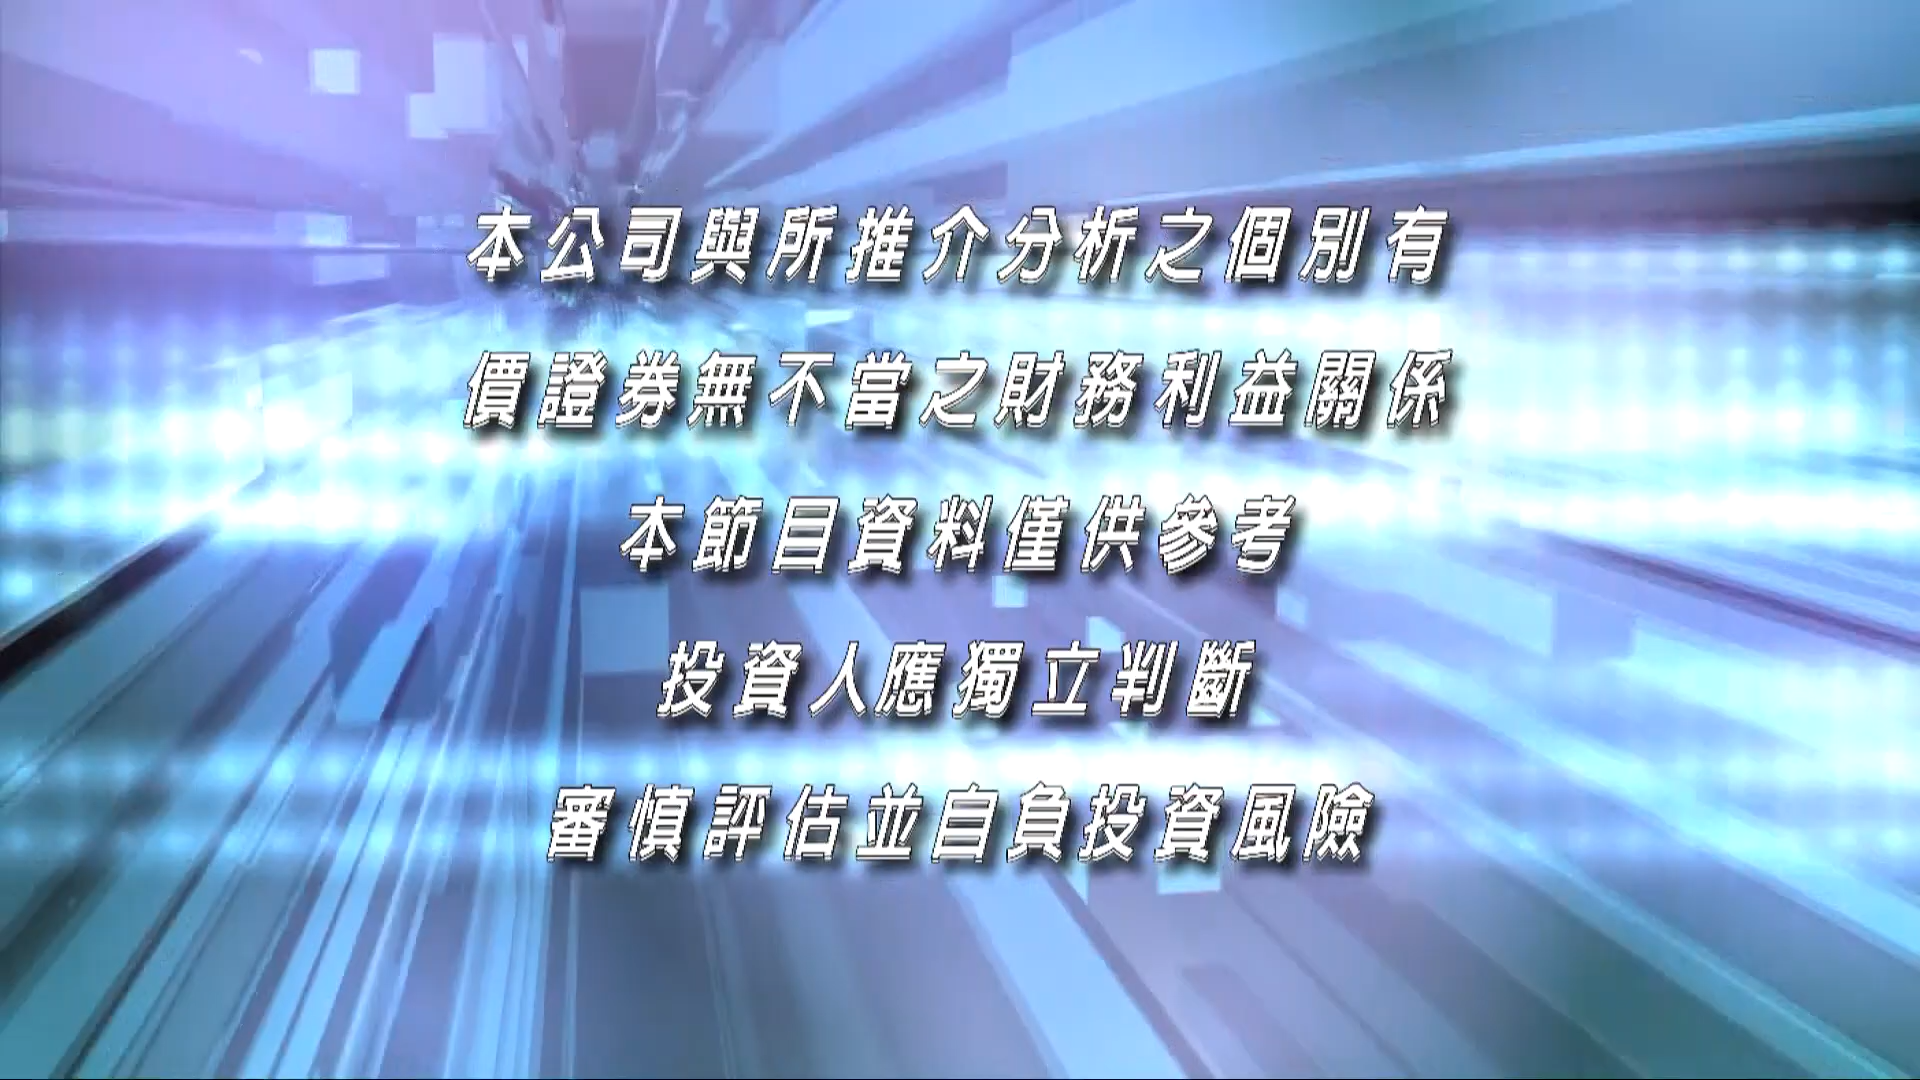 本公司與所推介分析之個別有
價證券無不當之財務利益關係
本節目資料僅供參考
投資人應獨立判斷
審慎評估並自負投資風險